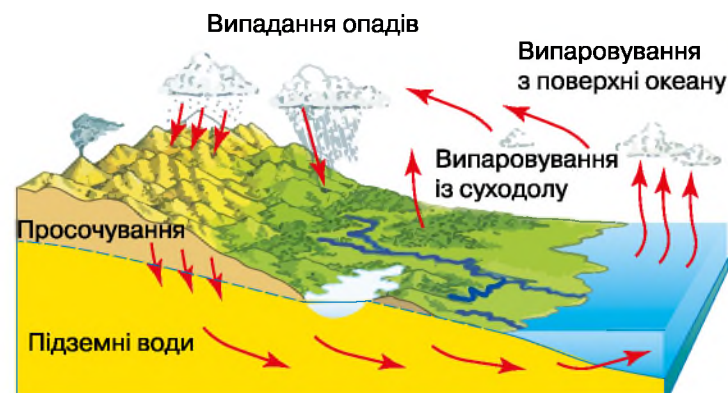 Випадання опадів
Випаровування
з поверхні океану
Випаровування
із суходолу
Просочування
Підземні води